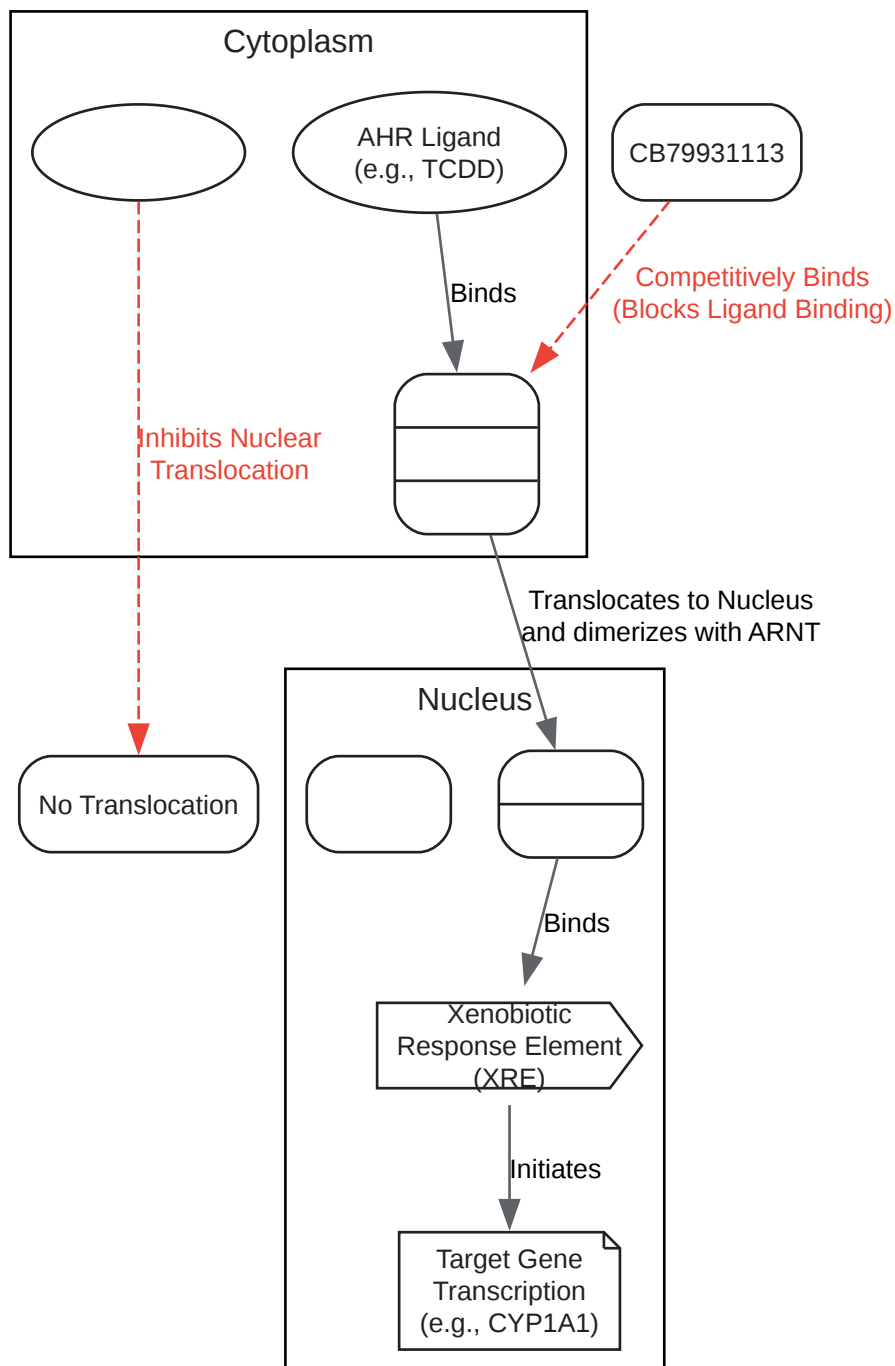 Cytoplasm
AHR Ligand
(e.g., TCDD)
CB79931113
Binds
Competitively Binds
(Blocks Ligand Binding)
Inhibits Nuclear
Translocation
Translocates to Nucleus
and dimerizes with ARNT
Nucleus
No Translocation
Binds
Xenobiotic
Response Element
(XRE)
Initiates
Target Gene
Transcription
(e.g., CYP1A1)